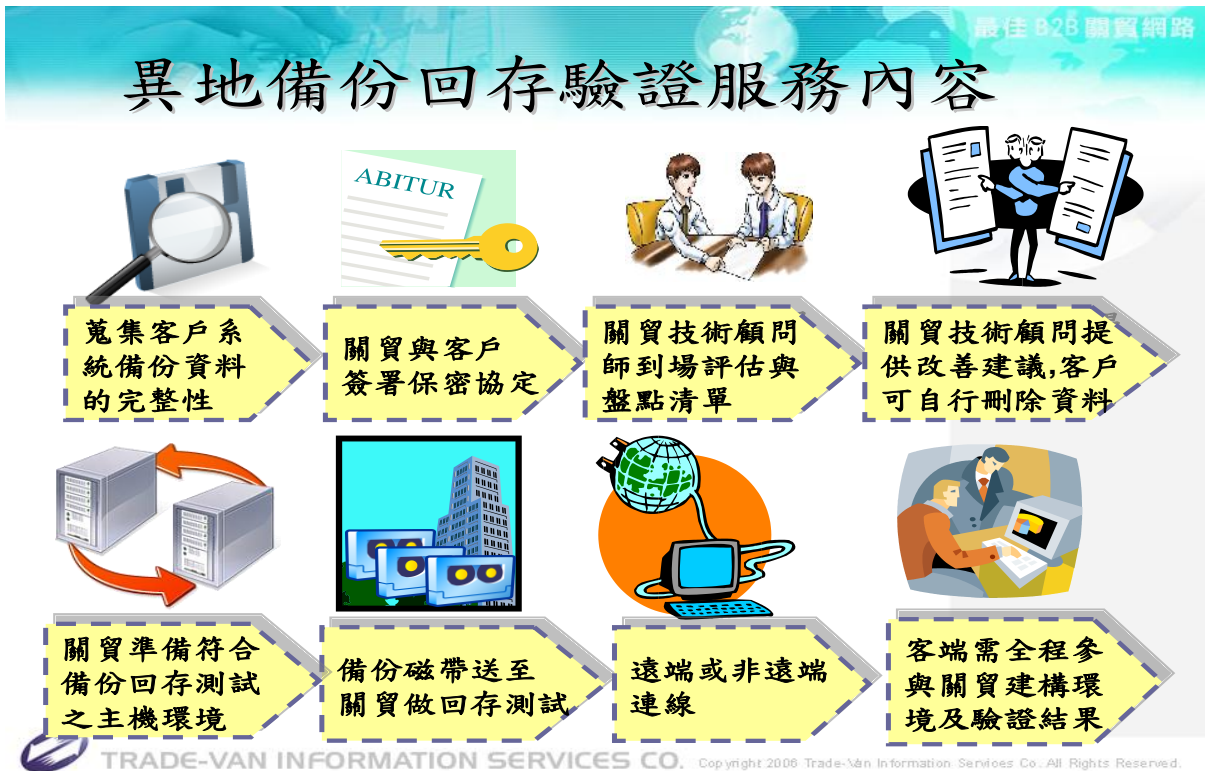 最佳 B2B 關貿網路
異地備份回存驗證服務內容
ABITUR
蒐集客戶系
統備份資料
的完整性
關貿與客戶
簽署保密協定
關貿技術顧問
師到場評估與
盤點清單
關貿技術顧問提
供改善建議,客戶
可自行刪除資料
關貿準備符合
備份回存測試
之主機環境
備份磁帶送至
關貿做回存測試
遠端或非遠端
連線
客端需全程參
與關貿建構環
境及驗證結果
TRADE-VAN INFORMATION SERVICES CO. Copyright 2006 Trade-Van Information Services Co. All Rights Reserved.